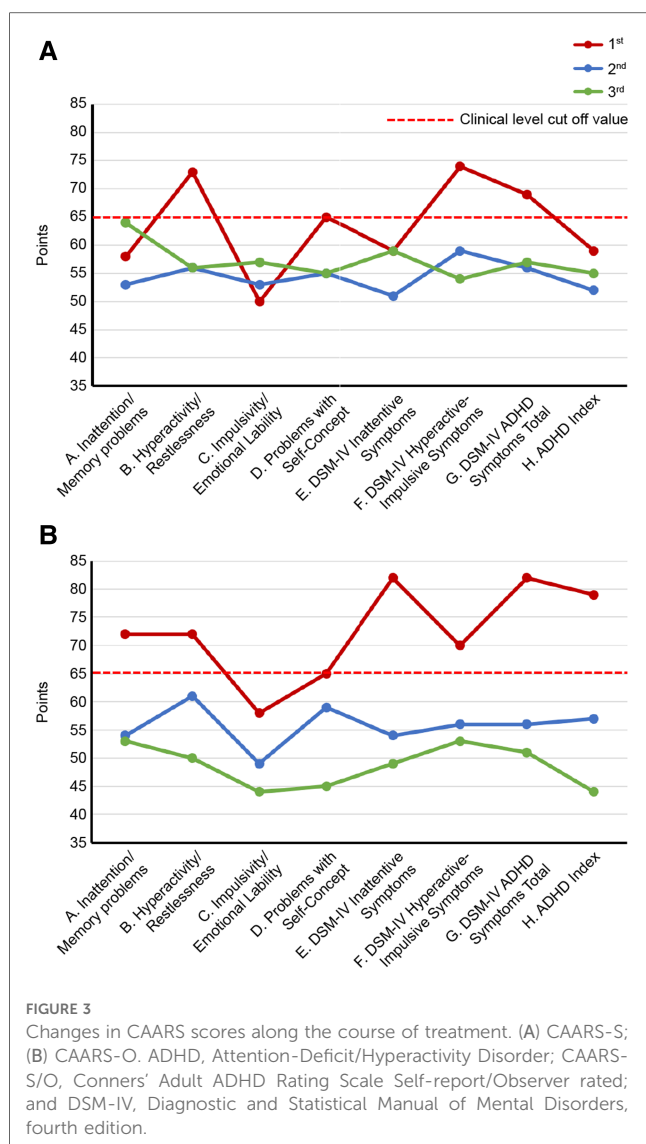 A
1st
2nd
3rd
Clinical level cut off value
85
80
75
70
65
60
55
50
45
40
35
Points
A. Inattention/
Memory problems
B. Hyperactivity/
Restlessness
C. Impulsivity/
Emotional Lability
D. Problems with
Self-Concept
E. DSM-IV Inattentive
Symptoms
F. DSM-IV Hyperactive-
Impulsive Symptoms
G. DSM-IV ADHD
Symptoms Total
H. ADHD Index
B
85
80
75
70
65
60
55
50
45
40
35
Points
A. Inattention/
Memory problems
B. Hyperactivity/
Restlessness
C. Impulsivity/
Emotional Lability
D. Problems with
Self-Concept
E. DSM-IV Inattentive
Symptoms
F. DSM-IV Hyperactive-
Impulsive Symptoms
G. DSM-IV ADHD
Symptoms Total
H. ADHD Index
FIGURE 3
Changes in CAARS scores along the course of treatment. (A) CAARS-S;
(B) CAARS-O. ADHD, Attention-Deficit/Hyperactivity Disorder; CAARS-
S/O, Conners' Adult ADHD Rating Scale Self-report/Observer rated;
and DSM-IV, Diagnostic and Statistical Manual of Mental Disorders,
fourth edition.